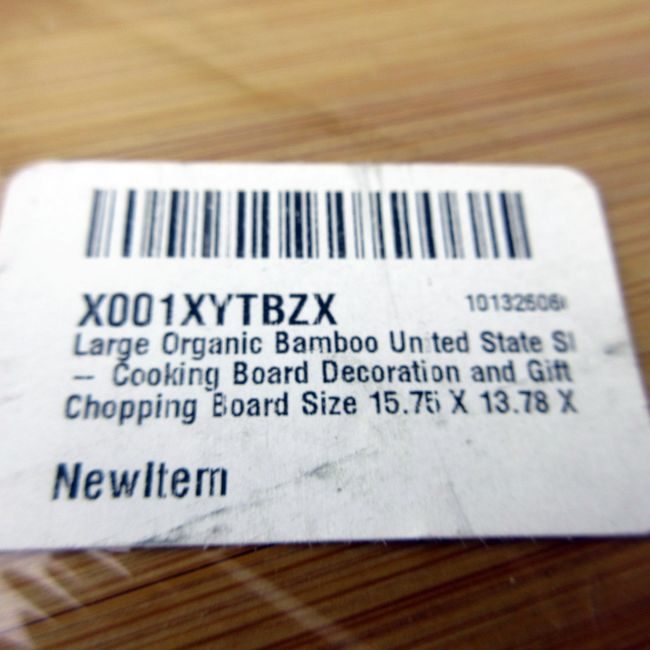 X001XYTBZX
Large Organic Bamboo United State Sl
-- Cooking Board Decoration and Gift
Chopping Board Size 15.75 X 13.78 X
NewItem